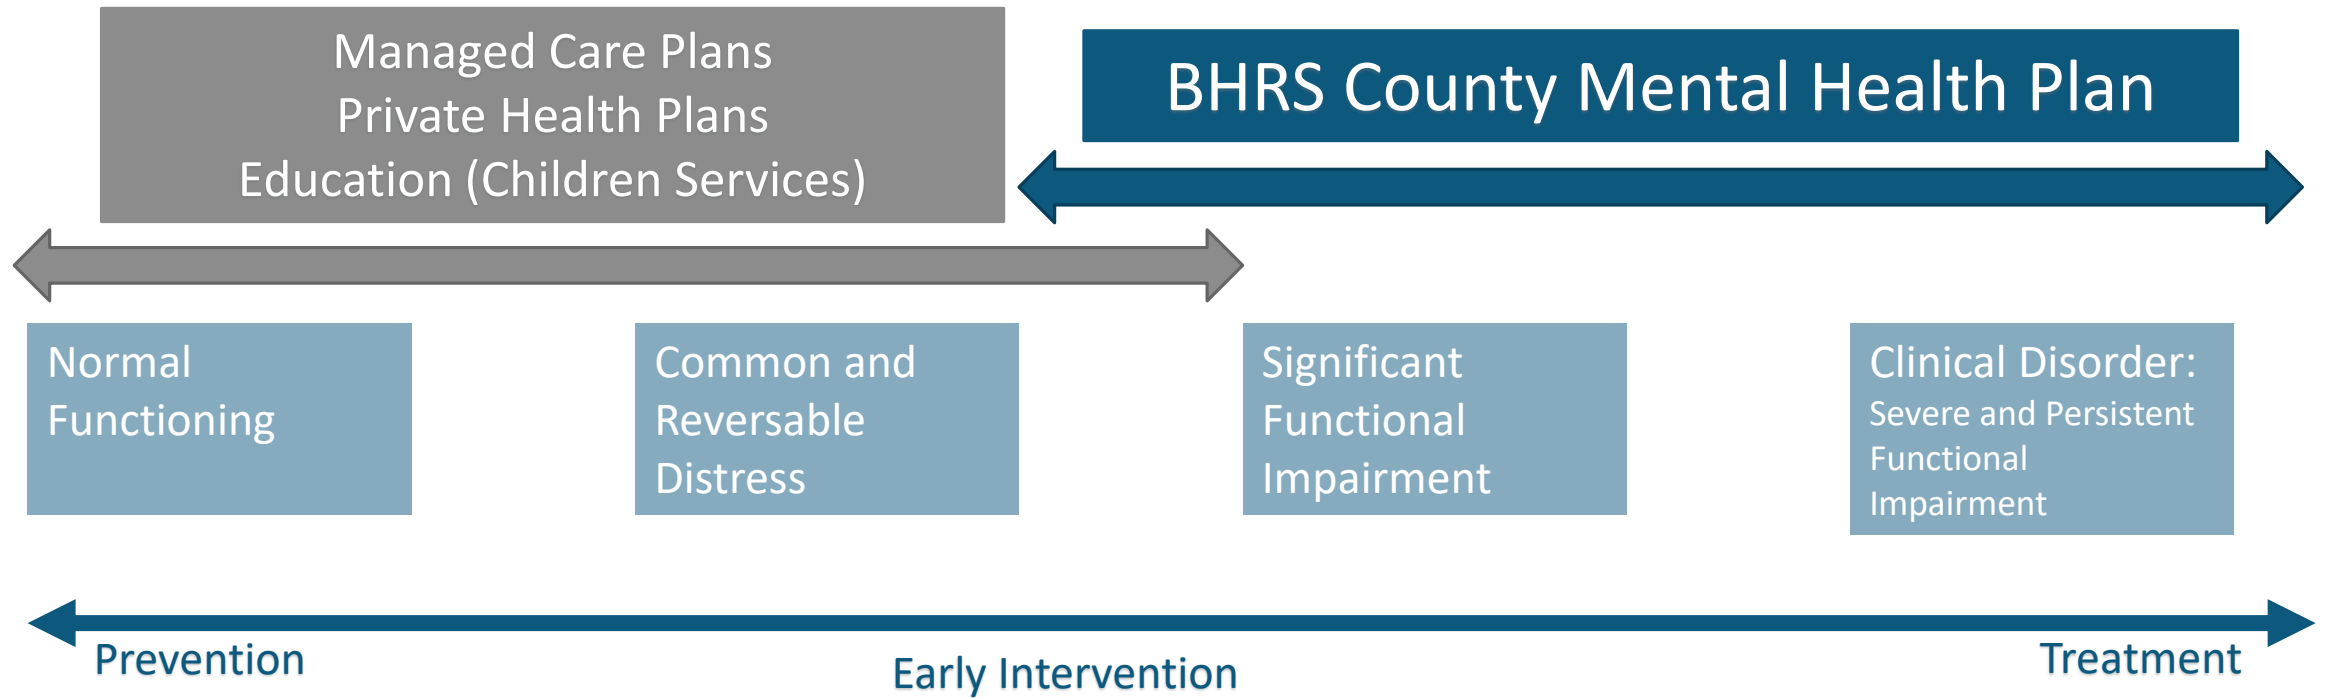 Managed Care Plans
Private Health Plans
Education (Children Services)
BHRS County Mental Health Plan
Normal
Functioning
Common and
Reversable
Distress
Significant
Functional
Impairment
Clinical Disorder:
Severe and Persistent
Functional
Impairment
Prevention
Early Intervention
Treatment